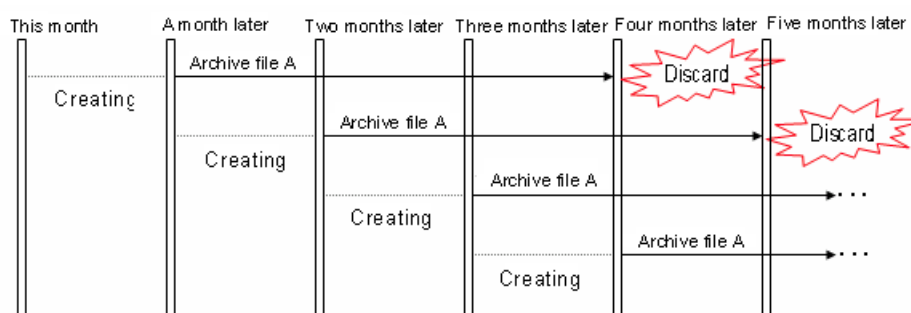 This month A month later Two months later Three months later Four months later Five months later
Archive file A Discard
Creating
Archive file A Discard
Creating
Archive file A ...
Creating
Archive file A ...
Creating